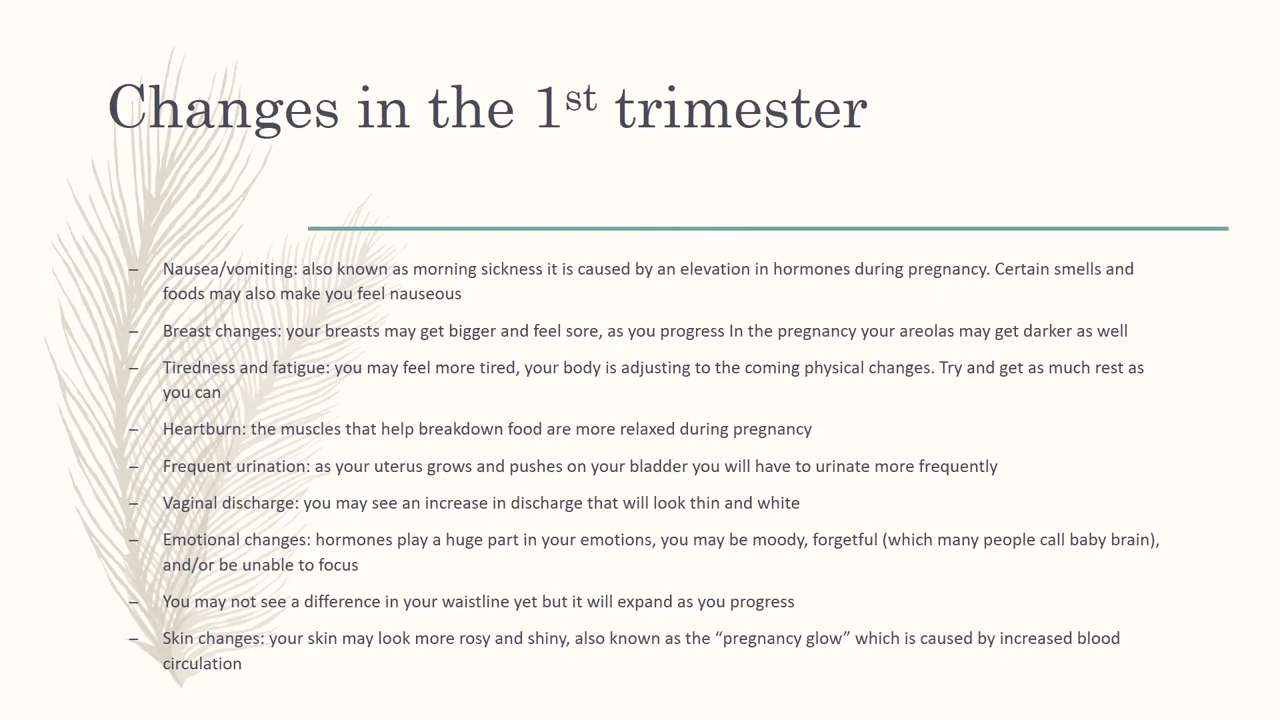 Changes in the 1st trimester
– Nausea/vomiting: also known as morning sickness it is caused by an elevation in hormones during pregnancy. Certain smells and
foods may also make you feel nauseous
– Breast changes: your breasts may get bigger and feel sore, as you progress In the pregnancy your areolas may get darker as well
– Tiredness and fatigue: you may feel more tired, your body is adjusting to the coming physical changes. Try and get as much rest as
you can
– Heartburn: the muscles that help breakdown food are more relaxed during pregnancy
– Frequent urination: as your uterus grows and pushes on your bladder you will have to urinate more frequently
– Vaginal discharge: you may see an increase in discharge that will look thin and white
– Emotional changes: hormones play a huge part in your emotions, you may be moody, forgetful (which many people call baby brain),
and/or be unable to focus
– You may not see a difference in your waistline yet but it will expand as you progress
– Skin changes: your skin may look more rosy and shiny, also known as the “pregnancy glow” which is caused by increased blood
circulation